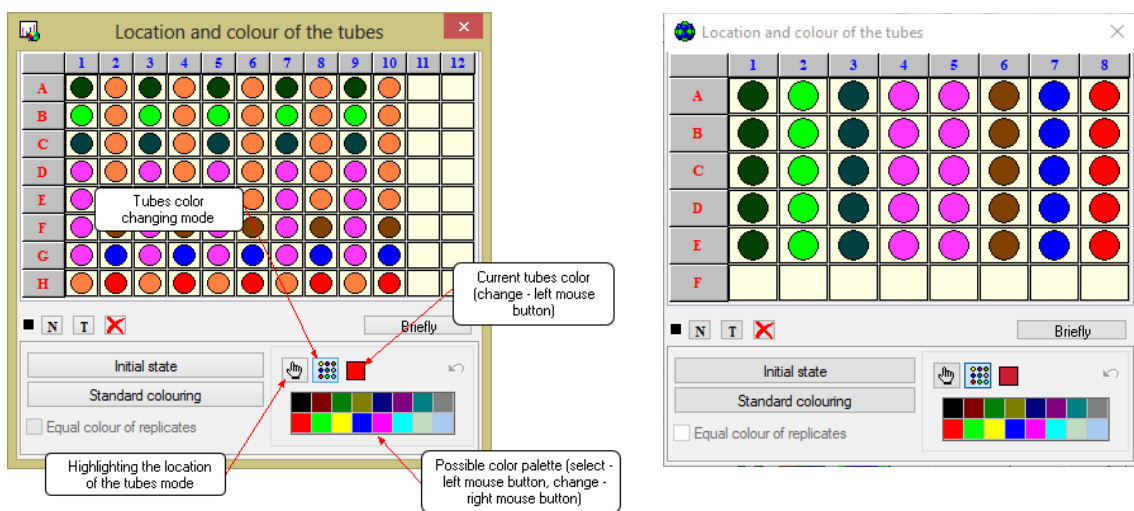 Location and colour of the tubes
1 2 3 4 5 6 7 8 9 10 11 12
A
B
C
D
E
F
G
H
Tubes color
changing mode
Current tubes color
(change - left mouse
button)
N T
Briefly
Initial state
Standard colouring
Equal colour of replicates
Highlighting the location
of the tubes mode
Possible color palette (select -
left mouse button, change -
right mouse button)
Location and colour of the tubes
1 2 3 4 5 6 7 8
A
B
C
D
E
F
N T
Briefly
Initial state
Standard colouring
Equal colour of replicates